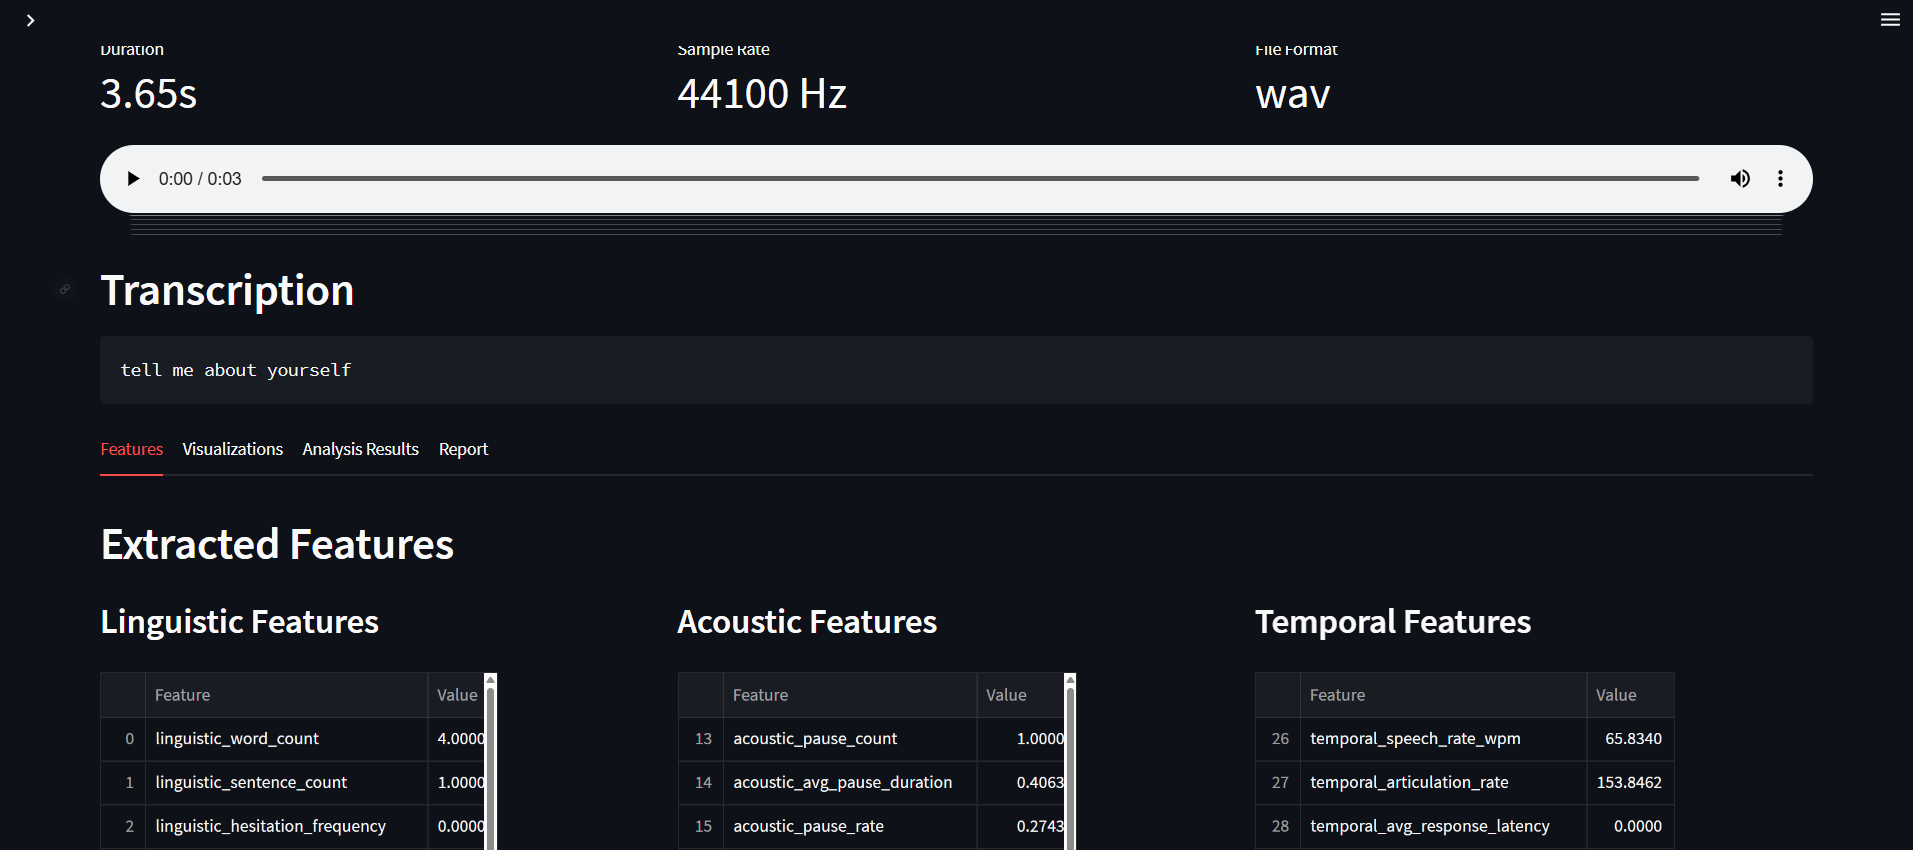 Duration
Sample Rate
File Format
3.65s
44100 Hz
wav
0:00 / 0:03
Transcription
tell me about yourself
Features Visualizations Analysis Results Report
Extracted Features
Linguistic Features
Feature Value
0 linguistic_word_count 4.0000
1 linguistic_sentence_count 1.0000
2 linguistic_hesitation_frequency 0.0000
Acoustic Features
Feature Value
13 acoustic_pause_count 1.0000
14 acoustic_avg_pause_duration 0.4063
15 acoustic_pause_rate 0.2743
Temporal Features
Feature Value
26 temporal_speech_rate_wpm 65.8340
27 temporal_articulation_rate 153.8462
28 temporal_avg_response_latency 0.0000